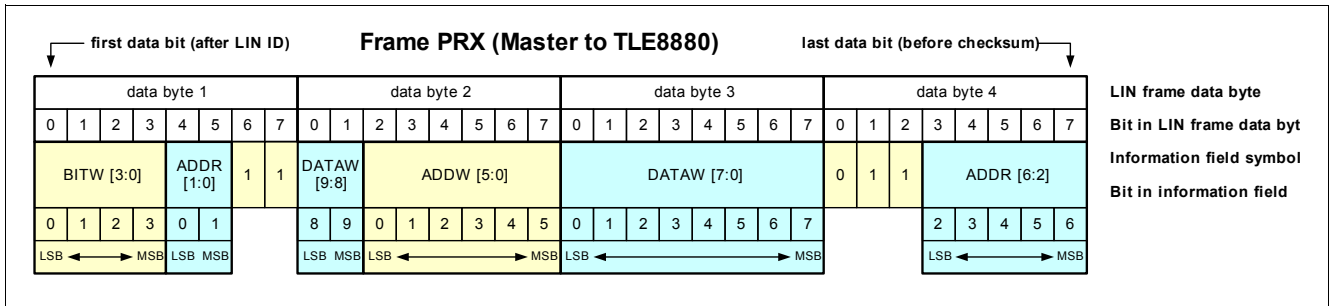 first data bit (after LIN ID) Frame PRX (Master to TLE8880) last data bit (before checksum)
data byte 1 data byte 2 data byte 3 data byte 4 LIN frame data byte
0 1 2 3 4 5 6 7 0 1 2 3 4 5 6 7 0 1 2 3 4 5 6 7 0 1 2 3 4 5 6 7 Bit in LIN frame data byt
BITW [3:0] ADDR [1:0] 1 1 DATAW [9:8] ADDW [5:0] DATAW [7:0] 0 1 1 ADDR [6:2] Information field symbol
Bit in information field
0 1 2 3 0 1 8 9 0 1 2 3 4 5 0 1 2 3 4 5 6 7 2 3 4 5 6
LSB MSB LSB MSB LSB MSB LSB MSB LSB MSB LSB MSB